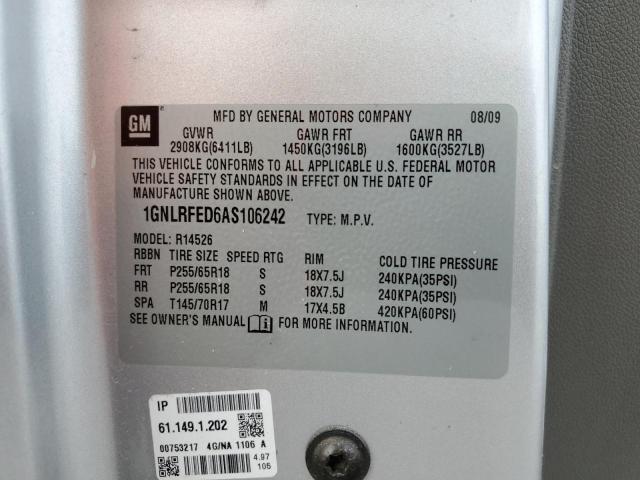 GM
MFD BY GENERAL MOTORS COMPANY 08/09
GVWR GAWR FRT GAWR RR
2908KG(6411LB) 1450KG(3196LB) 1600KG(3527LB)
THIS VEHICLE CONFORMS TO ALL APPLICABLE U.S. FEDERAL MOTOR
VEHICLE SAFETY STANDARDS IN EFFECT ON THE DATE OF
MANUFACTURE SHOWN ABOVE.
1GNLRFED6AS106242 TYPE: M.P.V.
MODEL: R14526
RBBN TIRE SIZE SPEED RTG RIM COLD TIRE PRESSURE
FRT P255/65R18 S 18X7.5J 240KPA(35PSI)
RR P255/65R18 S 18X7.5J 240KPA(35PSI)
SPA T145/70R17 M 17X4.5B 420KPA(60PSI)
SEE OWNER'S MANUAL FOR MORE INFORMATION.
IP
61.149.1.202
00753217 4G/NA 1106 A
4.97
105